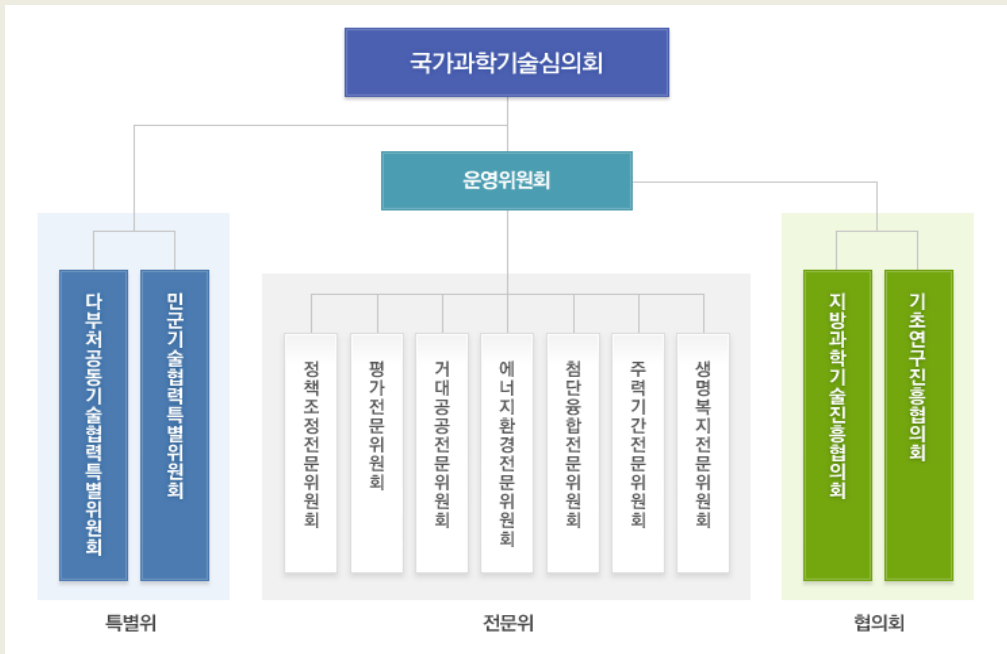 국가과학기술심의회
운영위원회
다부처공동기술협력특별위원회
민군기술협력특별위원회
정책조정전문위원회
평가전문위원회
거대공공전문위원회
에너지환경전문위원회
첨단융합전문위원회
주력기간전문위원회
생명복지전문위원회
지방과학기술진흥협의회
기초연구진흥협의회
특별위
전문위
협의회